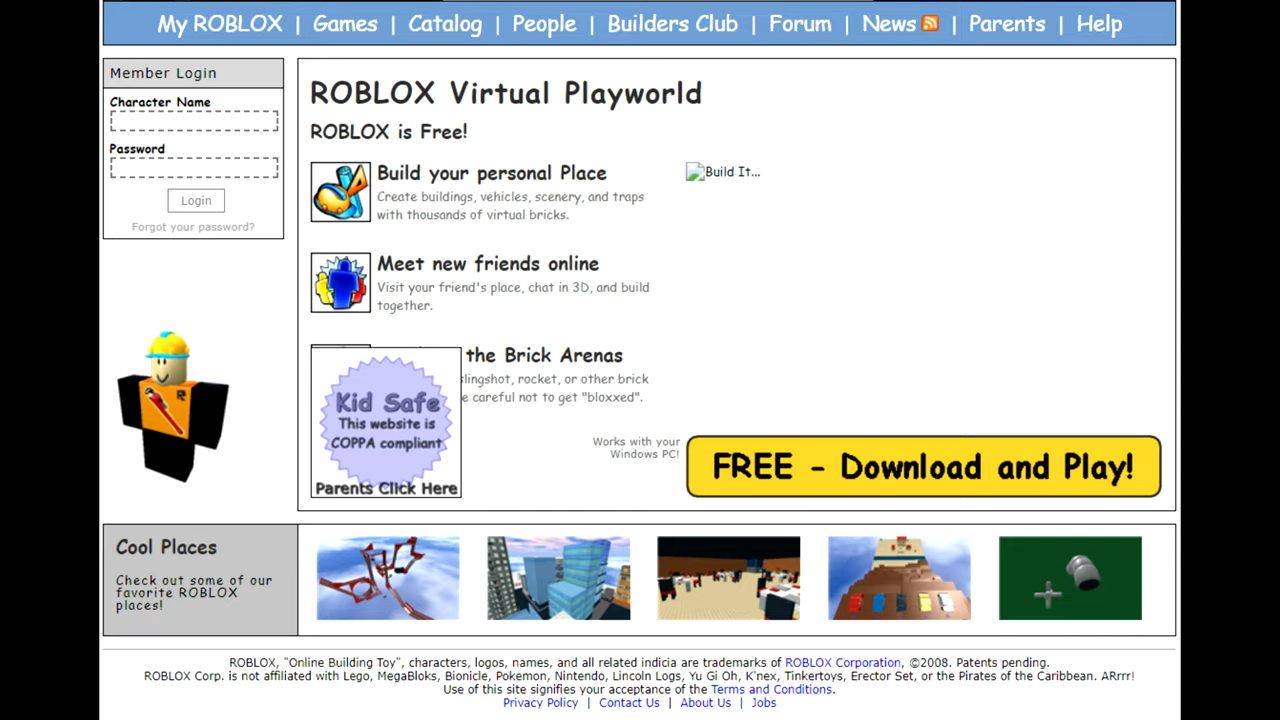 My ROBLOX | Games | Catalog | People | Builders Club | Forum | News | Parents | Help
Member Login
Character Name
Password
Login
Forgot your password?
ROBLOX Virtual Playworld
ROBLOX is Free!
Build your personal Place
Create buildings, vehicles, scenery, and traps
with thousands of virtual bricks.
Build It...
Meet new friends online
Visit your friend's place, chat in 3D, and build
together.
the Brick Arenas
slingshot, rocket, or other brick
careful not to get "bloxxed".
Kid Safe
This website is
COPPA compliant
Parents Click Here
Works with your
Windows PC!
FREE - Download and Play!
Cool Places
Check out some of our
favorite ROBLOX
places!
ROBLOX, "Online Building Toy", characters, logos, names, and all related indicia are trademarks of ROBLOX Corporation, ©2008. Patents pending.
ROBLOX Corp. is not affiliated with Lego, MegaBloks, Bionicle, Pokemon, Nintendo, Lincoln Logs, Yu Gi Oh, K'nex, Tinkertoys, Erector Set, or the Pirates of the Caribbean. ARrrr!
Use of this site signifies your acceptance of the Terms and Conditions.
Privacy Policy | Contact Us | About Us | Jobs